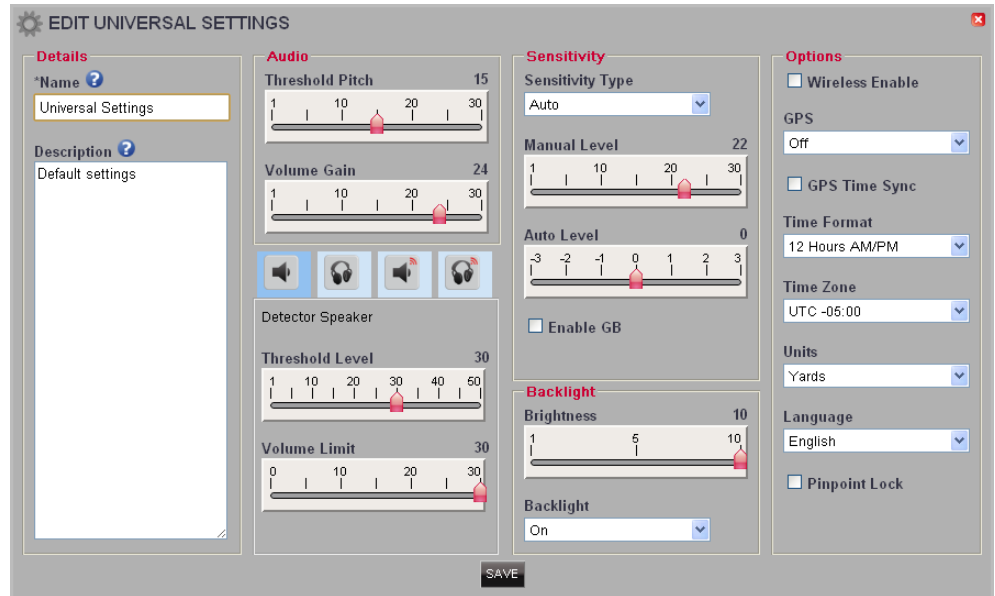 EDIT UNIVERSAL SETTINGS
Details
*Name ?
Universal Settings
Description ?
Default settings
Audio
Threshold Pitch 15
1 10 20 30
Volume Gain 24
1 10 20 30
Detector Speaker
Threshold Level 30
1 10 20 30 40 50
Volume Limit 30
0 10 20 30
Sensitivity
Sensitivity Type
Auto
Manual Level 22
1 10 20 30
Auto Level 0
-3 -2 -1 0 1 2 3
Enable GB
Backlight
Brightness 10
1 5 10
Backlight
On
Options
Wireless Enable
GPS
Off
GPS Time Sync
Time Format
12 Hours AM/PM
Time Zone
UTC -05:00
Units
Yards
Language
English
Pinpoint Lock
SAVE